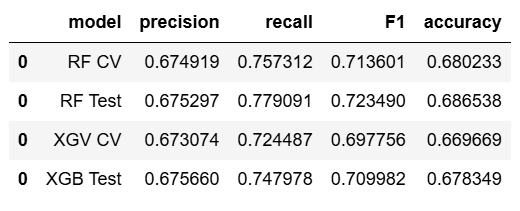 model precision recall F1 accuracy
0 RF CV 0.674919 0.757312 0.713601 0.680233
0 RF Test 0.675297 0.779091 0.723490 0.686538
0 XGV CV 0.673074 0.724487 0.697756 0.669669
0 XGB Test 0.675660 0.747978 0.709982 0.678349